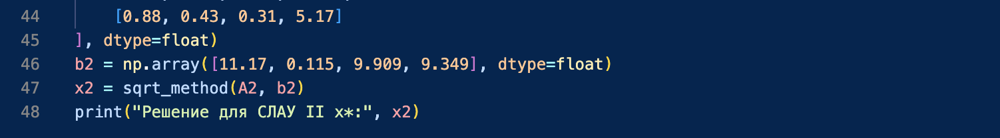 44 [0.88, 0.43, 0.31, 5.17]
45 ], dtype=float)
46 b2 = np.array([11.17, 0.115, 9.909, 9.349], dtype=float)
47 x2 = sqrt_method(A2, b2)
48 print("Решение для СЛАУ II x*:", x2)